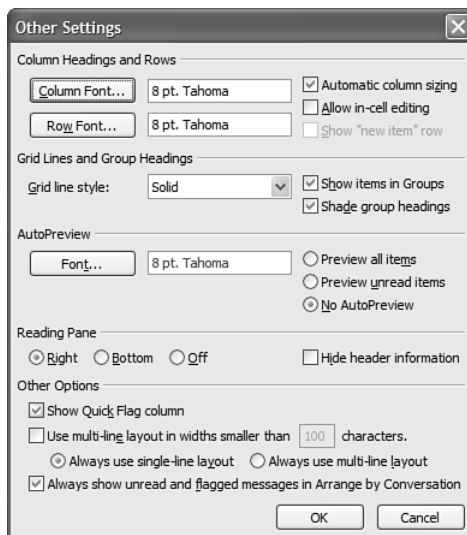 Other Settings
Column Headings and Rows
Column Font... 8 pt. Tahoma Automatic column sizing
Allow in-cell editing
Row Font... 8 pt. Tahoma Show "new item" row
Grid Lines and Group Headings
Grid line style: Solid Show items in Groups
Shade group headings
AutoPreview
Font... 8 pt. Tahoma Preview all items
Preview unread items
No AutoPreview
Reading Pane
Right Bottom Off Hide header information
Other Options
Show Quick Flag column
Use multi-line layout in widths smaller than 100 characters.
Always use single-line layout Always use multi-line layout
Always show unread and flagged messages in Arrange by Conversation
OK Cancel